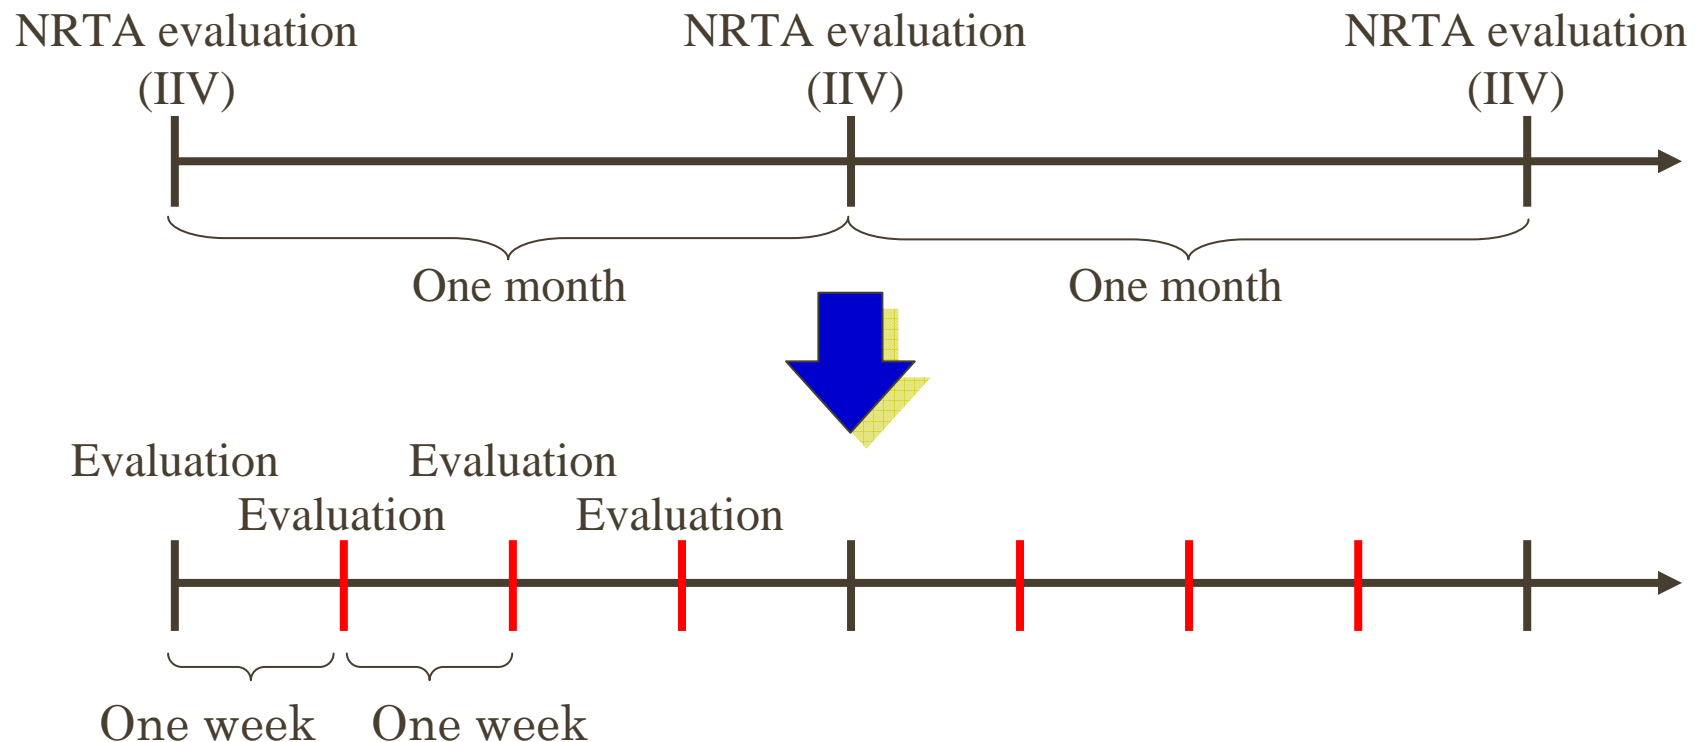 NRTA evaluation
(IIV)
NRTA evaluation
(IIV)
NRTA evaluation
(IIV)
One month
One month
Evaluation
Evaluation
Evaluation
Evaluation
One week
One week